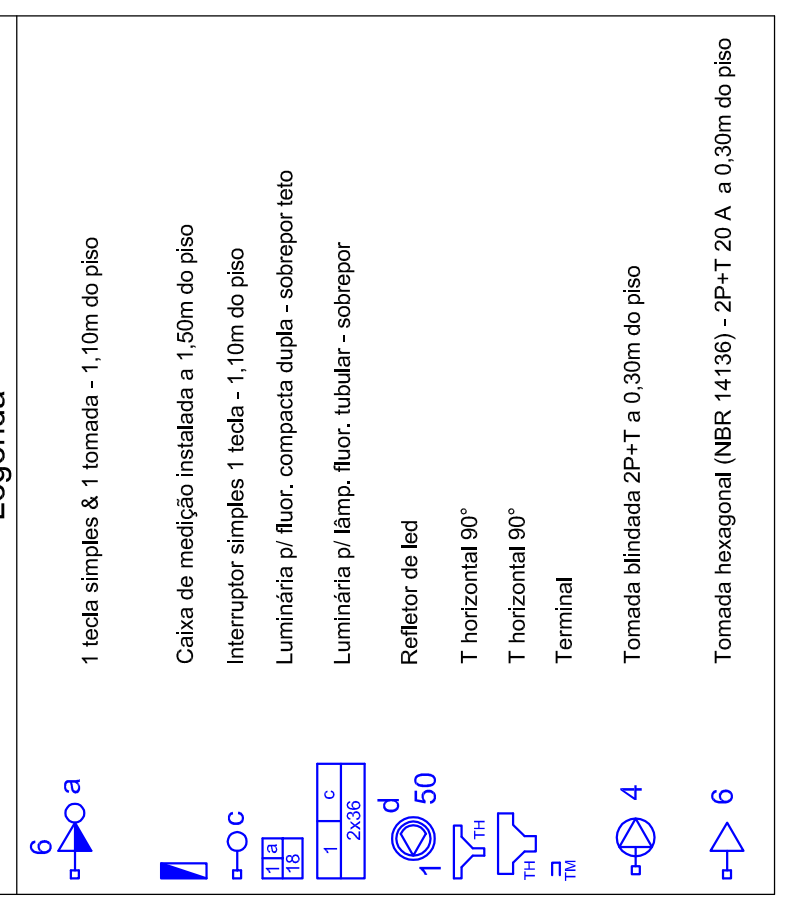 Legenda
6
a
1 tecla simples & 1 tomada - 1,10m do piso
Caixa de medição instalada a 1,50m do piso
c
Interruptor simples 1 tecla - 1,10m do piso
1 a
18
Luminária p/ fluor. compacta dupla - sobrepor teto
1 c
2x36
Luminária p/ lâmp. fluor. tubular - sobrepor
d
1
50
Refletor de led
TH
T horizontal 90°
TH
T horizontal 90°
TM
Terminal
4
Tomada blindada 2P+T a 0,30m do piso
6
Tomada hexagonal (NBR 14136) - 2P+T 20 A a 0,30m do piso